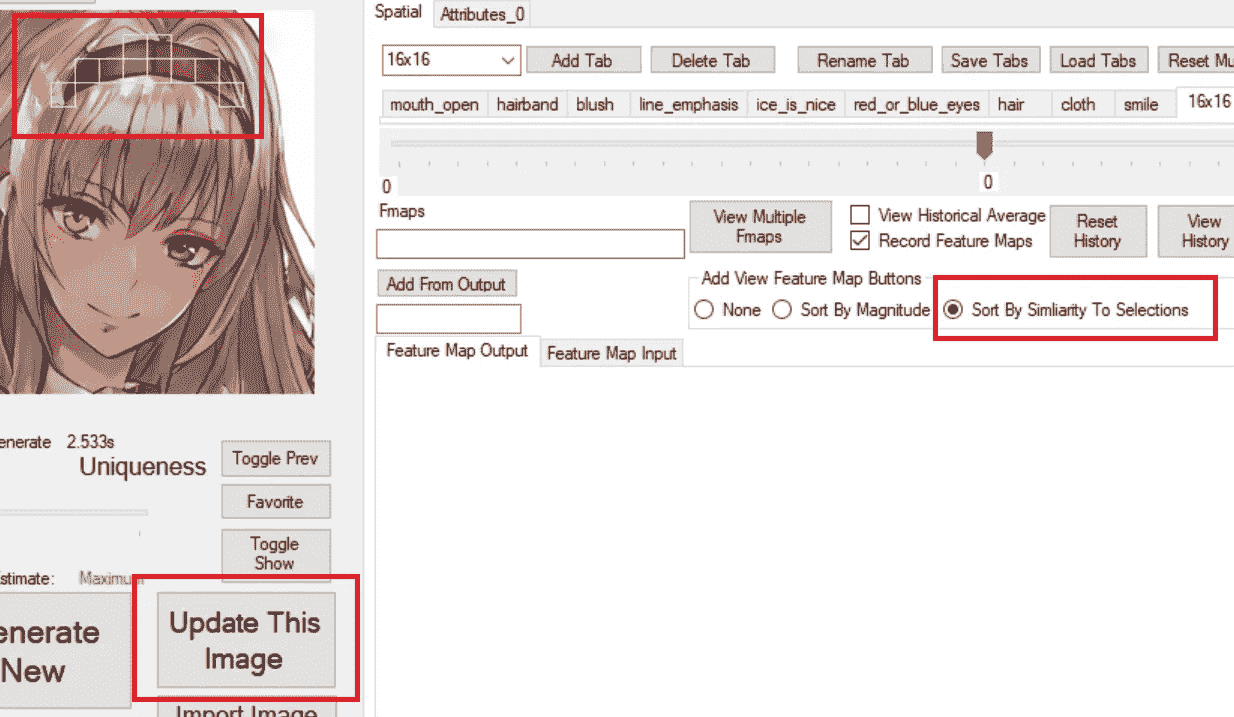 Spatial Attributes_0
16x16 Add Tab Delete Tab Rename Tab Save Tabs Load Tabs Reset Mu
mouth_open hairband blush line_emphasis ice_is_nice red_or_blue_eyes hair cloth smile 16x16
0 0
Fmaps
View Multiple
Fmaps
View Historical Average
Record Feature Maps
Reset
History
View
History
Add From Output
Add View Feature Map Buttons
None Sort By Magnitude Sort By Simliarity To Selections
Feature Map Output Feature Map Input
enerate 2.533s
Uniqueness
Toggle Prev
Favorite
Toggle
Show
stimate: Maximum
enerate
New
Update This
Image
Import Image